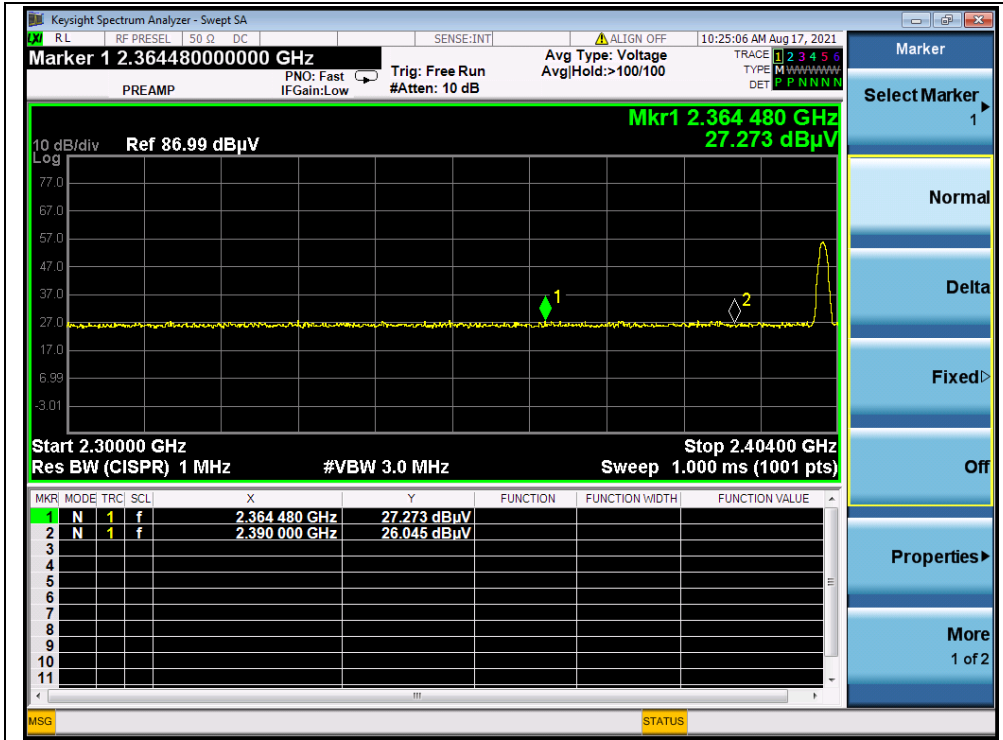 Keysight Spectrum Analyzer - Swept SA
LXI RL RF PRESEL 50 Ω DC SENSE:INT ALIGN OFF 10:25:06 AM Aug 17, 2021
Marker 1 2.364480000000 GHz
PREAMP
PNO: Fast
IFGain:Low
Trig: Free Run
#Atten: 10 dB
Avg Type: Voltage
Avg|Hold:>100/100
TRACE 1 2 3 4 5 6
TYPE M W W W W W
DET P P N N N N
Mkr1 2.364 480 GHz
27.273 dBµV
10 dB/div Ref 86.99 dBµV
Log
77.0
67.0
57.0
47.0
37.0
27.0
17.0
6.99
-3.01
1
2
Start 2.30000 GHz Stop 2.40400 GHz
Res BW (CISPR) 1 MHz #VBW 3.0 MHz Sweep 1.000 ms (1001 pts)
MKR MODE TRC SCL X Y FUNCTION FUNCTION WIDTH FUNCTION VALUE
1 N 1 f 2.364 480 GHz 27.273 dBµV
2 N 1 f 2.390 000 GHz 26.045 dBµV
3
4
5
6
7
8
9
10
11
MSG STATUS
Marker
Select Marker
1
Normal
Delta
Fixed
Off
Properties
More
1 of 2